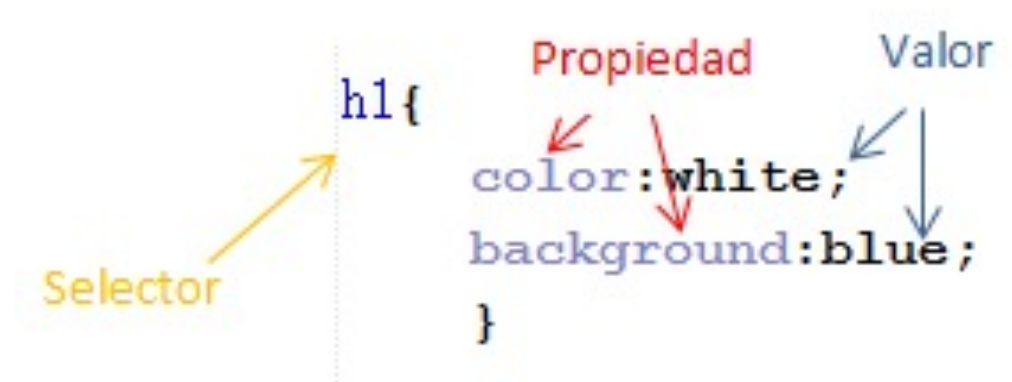 Propiedad Valor
h1{
color:white;
background:blue;
Selector
}